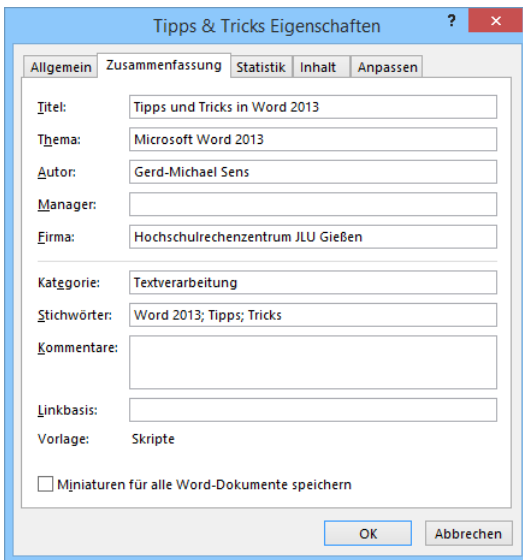 Tipps & Tricks Eigenschaften ? ×
Allgemein Zusammenfassung Statistik Inhalt Anpassen
Titel: Tipps und Tricks in Word 2013
Thema: Microsoft Word 2013
Autor: Gerd-Michael Sens
Manager:
Firma: Hochschulrechenzentrum JLU Gießen
Kategorie: Textverarbeitung
Stichwörter: Word 2013; Tipps; Tricks
Kommentare:
Linkbasis:
Vorlage: Skripte
Miniaturen für alle Word-Dokumente speichern
OK Abbrechen